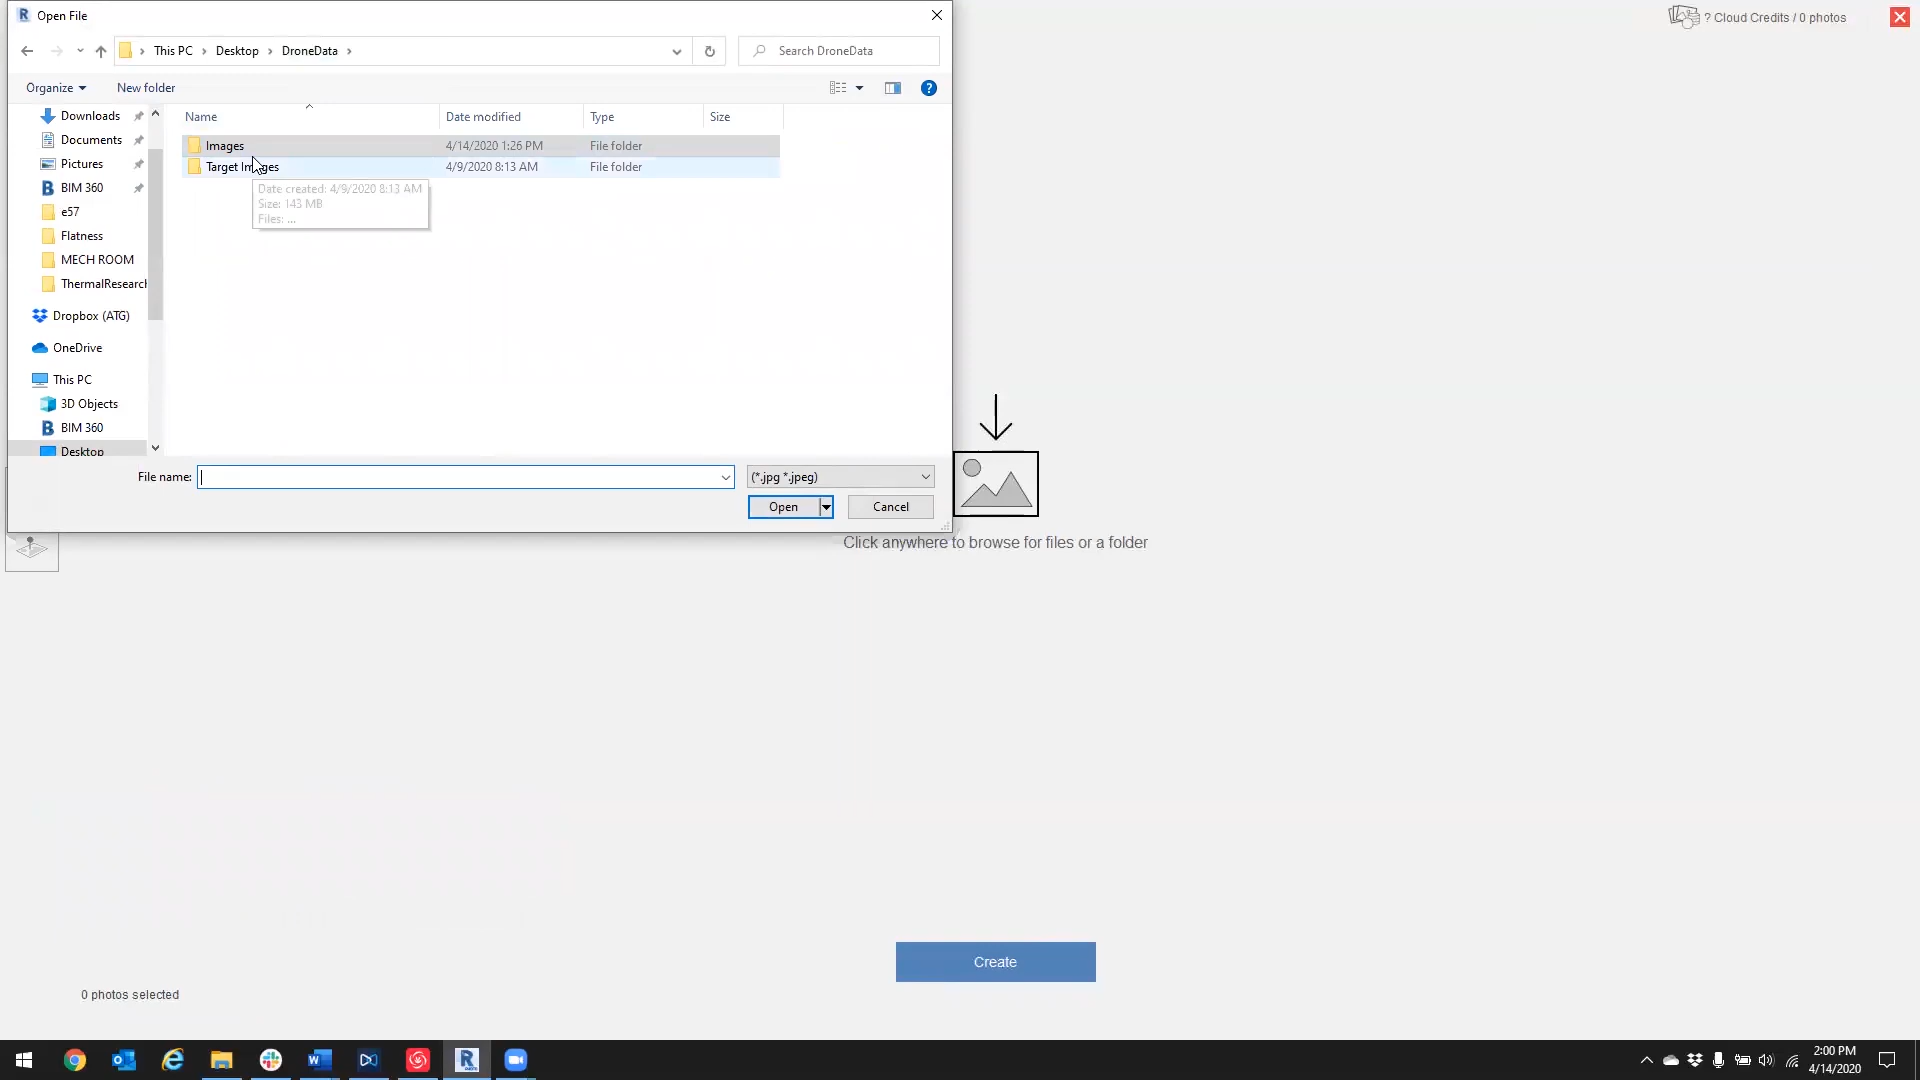 Open File
? Cloud Credits / 0 photos
This PC > Desktop > DroneData >
Search DroneData
Organize
New folder
Name
Date modified
Type
Size
Downloads
Documents
Pictures
BIM 360
e57
Flatness
MECH ROOM
ThermalResearch
Dropbox (ATG)
OneDrive
This PC
3D Objects
BIM 360
Desktop
Images 4/14/2020 1:26 PM File folder
Target Images 4/9/2020 8:13 AM File folder
Date created: 4/9/2020 8:13 AM
Size: 143 MB
Files: ...
File name:
(*.jpg *.jpeg)
Open
Cancel
Click anywhere to browse for files or a folder
Create
0 photos selected
2:00 PM
4/14/2020